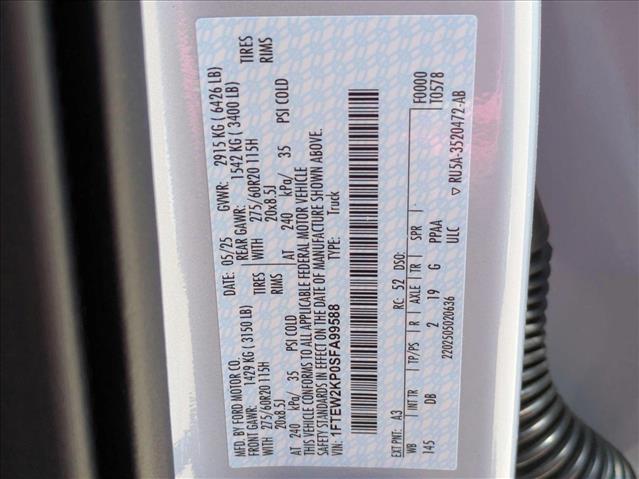 MFD. BY FORD MOTOR CO.
DATE: 05/25 GVWR: 2915 KG ( 6426 LB)
FRONT GAWR: 1429 KG (3150 LB) REAR GAWR: 1542 KG ( 3400 LB)
275/60R20 115H WITH 275/60R20 115H TIRES
20x8.5J RIMS 20x8.5J RIMS
AT 240 kPa/ 35 PSI COLD AT 240 kPa/ 35 PSI COLD
THIS VEHICLE CONFORMS TO ALL APPLICABLE FEDERAL MOTOR VEHICLE
SAFETY STANDARDS IN EFFECT ON THE DATE OF MANUFACTURE SHOWN ABOVE.
VIN: 1FTEW2KP0SFA99588
TYPE: Truck
F0000
T0578
EXT PNT: A3 RC: 52 DSO:
WB INT TR TP/PS R AXLE TR SPR
145 DB 2 19 G PPAA
2202505020636 ULC
▽ RU5A-3520472-AB